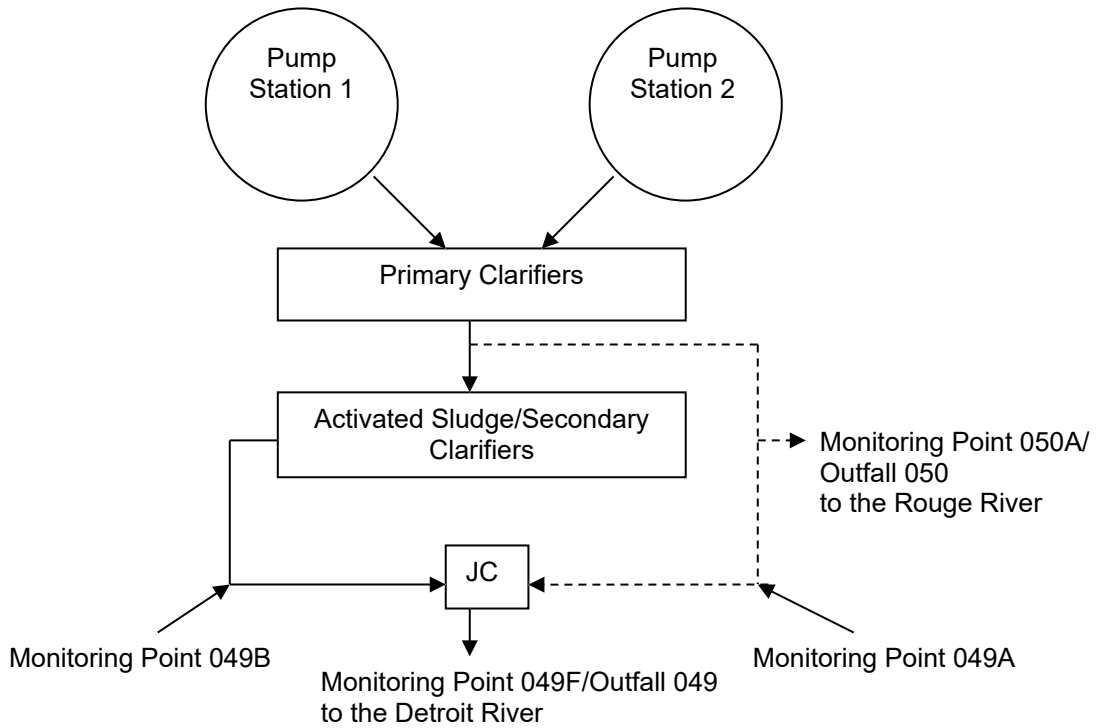 Pump
Station 1
Pump
Station 2
Primary Clarifiers
Activated Sludge/Secondary
Clarifiers
Monitoring Point 050A/
Outfall 050
to the Rouge River
JC
Monitoring Point 049B
Monitoring Point 049A
Monitoring Point 049F/Outfall 049
to the Detroit River